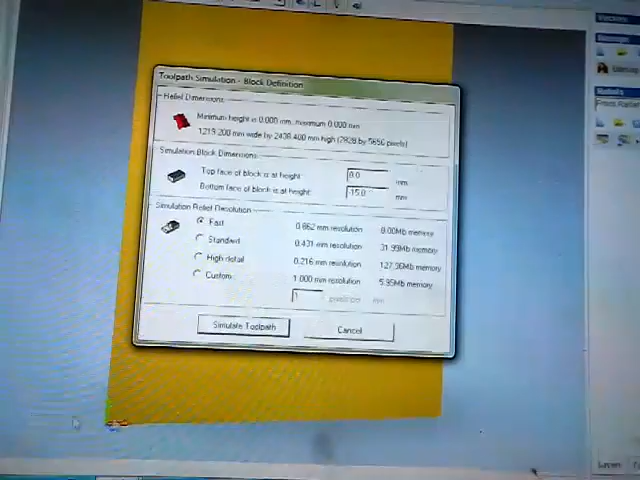 Toolpath Simulation - Block Definition
Relief Dimensions
Minimum height is 0.000 mm, maximum 0.000 mm
1219.200 mm wide by 2438.400 mm high (2828 by 5656 pixels)
Simulation Block Dimensions
Top face of block is at height: 0.0 mm
Bottom face of block is at height: -15.0 mm
Simulation Relief Resolution
Fast 0.862 mm resolution 8.00Mb memory
Standard 0.431 mm resolution 31.99Mb memory
High detail 0.216 mm resolution 127.96Mb memory
Custom 1.000 mm resolution 5.95Mb memory
1
Simulate Toolpath Cancel
Reliefs
Layers